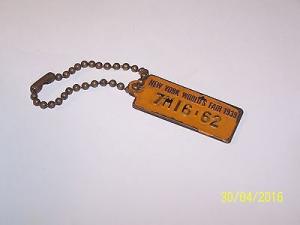 NEW YORK WORLD'S FAIR 1939
7M16·62
30/04/2016